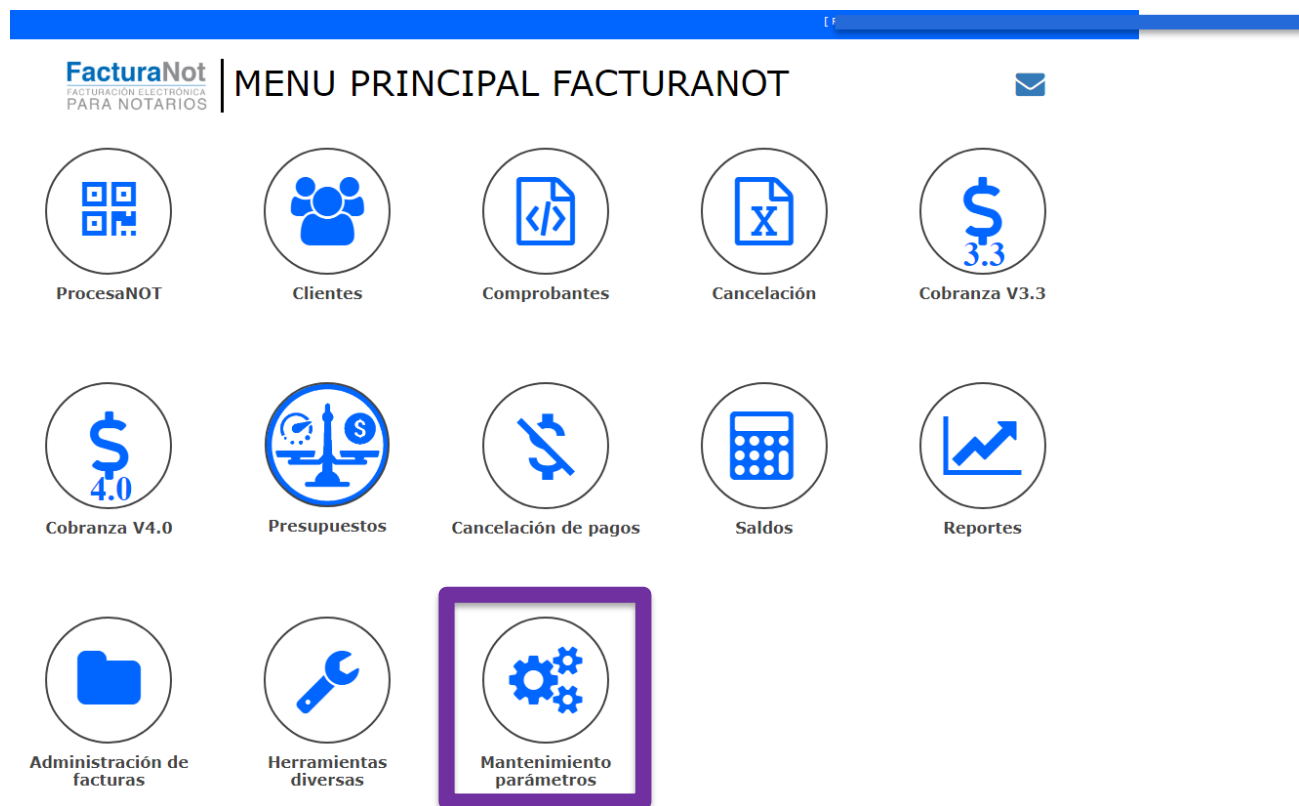 [
FacturaNot
FACTURACIÓN ELECTRÓNICA
PARA NOTARIOS
MENU PRINCIPAL FACTURANOT
</>
X
$
3.3
ProcesaNOT
Clientes
Comprobantes
Cancelación
Cobranza V3.3
$
4.0
$
$
Cobranza V4.0
Presupuestos
Cancelación de pagos
Saldos
Reportes
Administración de
facturas
Herramientas
diversas
Mantenimiento
parámetros